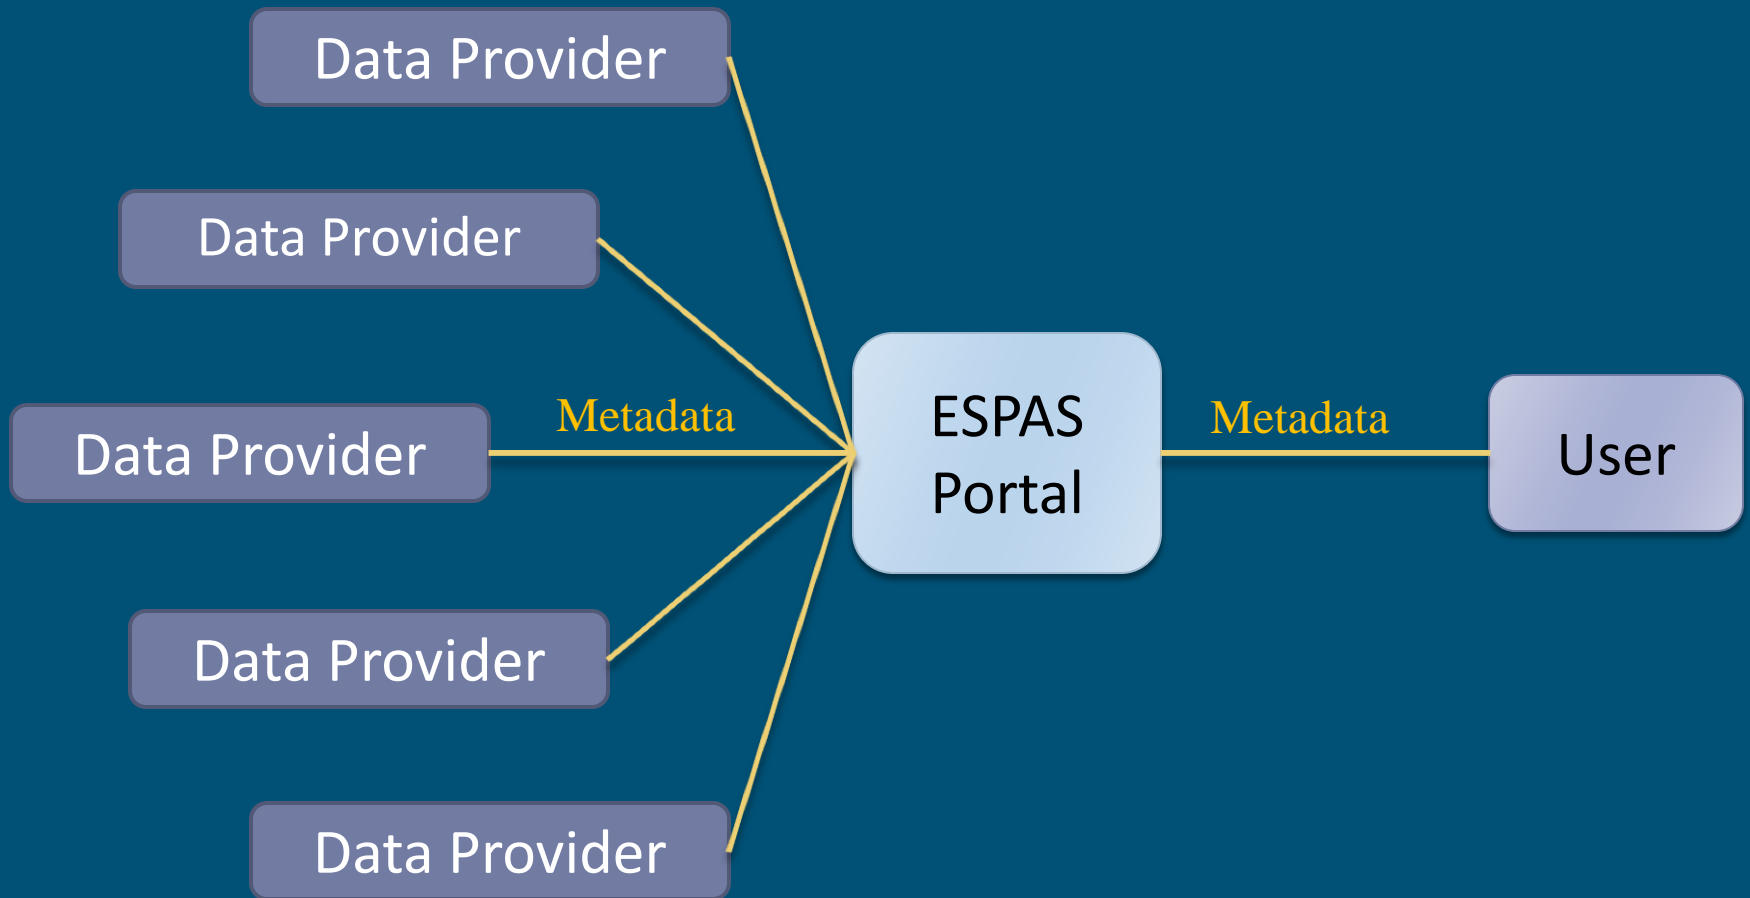 Data Provider
Data Provider
Data Provider
Metadata
ESPAS
Portal
Metadata
User
Data Provider
Data Provider